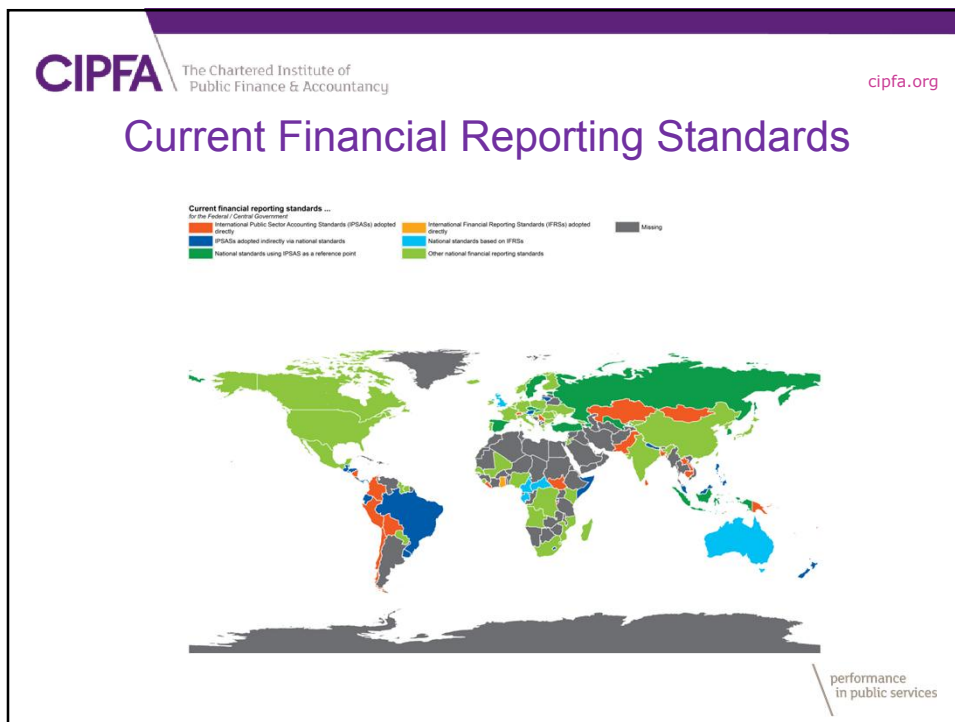 CIPFA
The Chartered Institute of
Public Finance & Accountancy
cipfa.org
Current Financial Reporting Standards
Current financial reporting standards ...
for the Federal / Central Government
International Public Sector Accounting Standards (IPSASs) adopted
directly
IPSASs adopted indirectly via national standards
National standards using IPSAS as a reference point
International Financial Reporting Standards (IFRSs) adopted
directly
National standards based on IFRSs
Other national financial reporting standards
Missing
performance
in public services